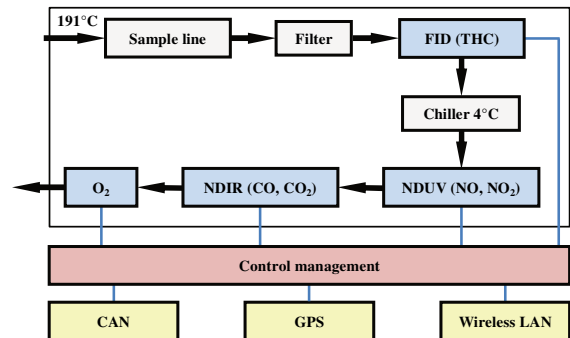 191°C
Sample line
Filter
FID (THC)
Chiller 4°C
O₂
NDIR (CO, CO₂)
NDUV (NO, NO₂)
Control management
CAN
GPS
Wireless LAN